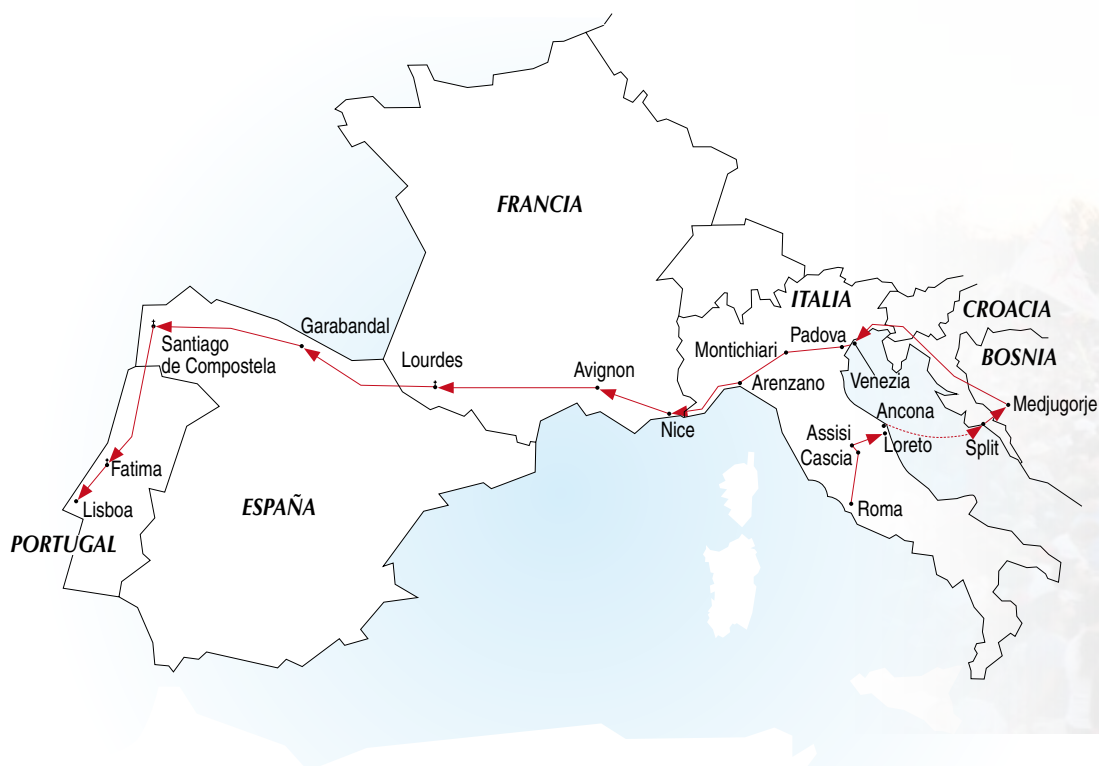 FRANCIA
ITALIA
CROACIA
BOSNIA
Garabandal
Santiago
de Compostela
Lourdes
Avignon
Montichiari
Padova
Arenzano
Venezia
Medjugorje
Nice
Ancona
Assisi
Loreto
Split
Cascia
Fatima
Roma
Lisboa
ESPAÑA
PORTUGAL